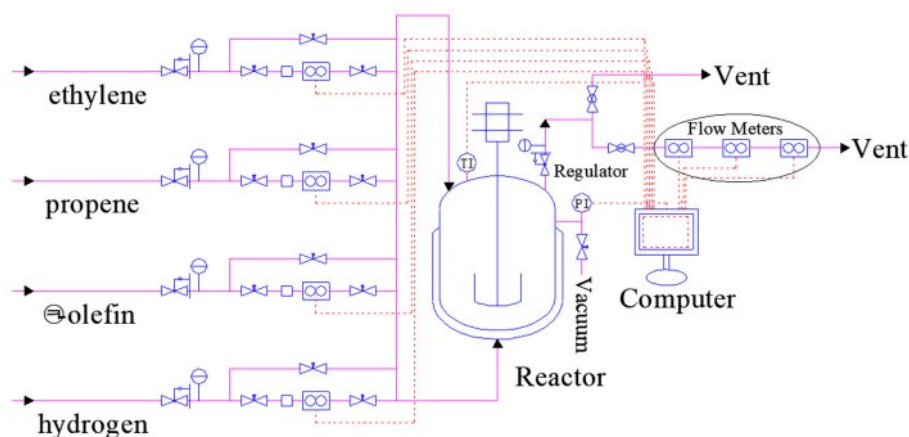 Vent
ethylene
Flow Meters
Vent
TI
Regulator
propene
PI
Vacuum
-olefin
Computer
Reactor
hydrogen